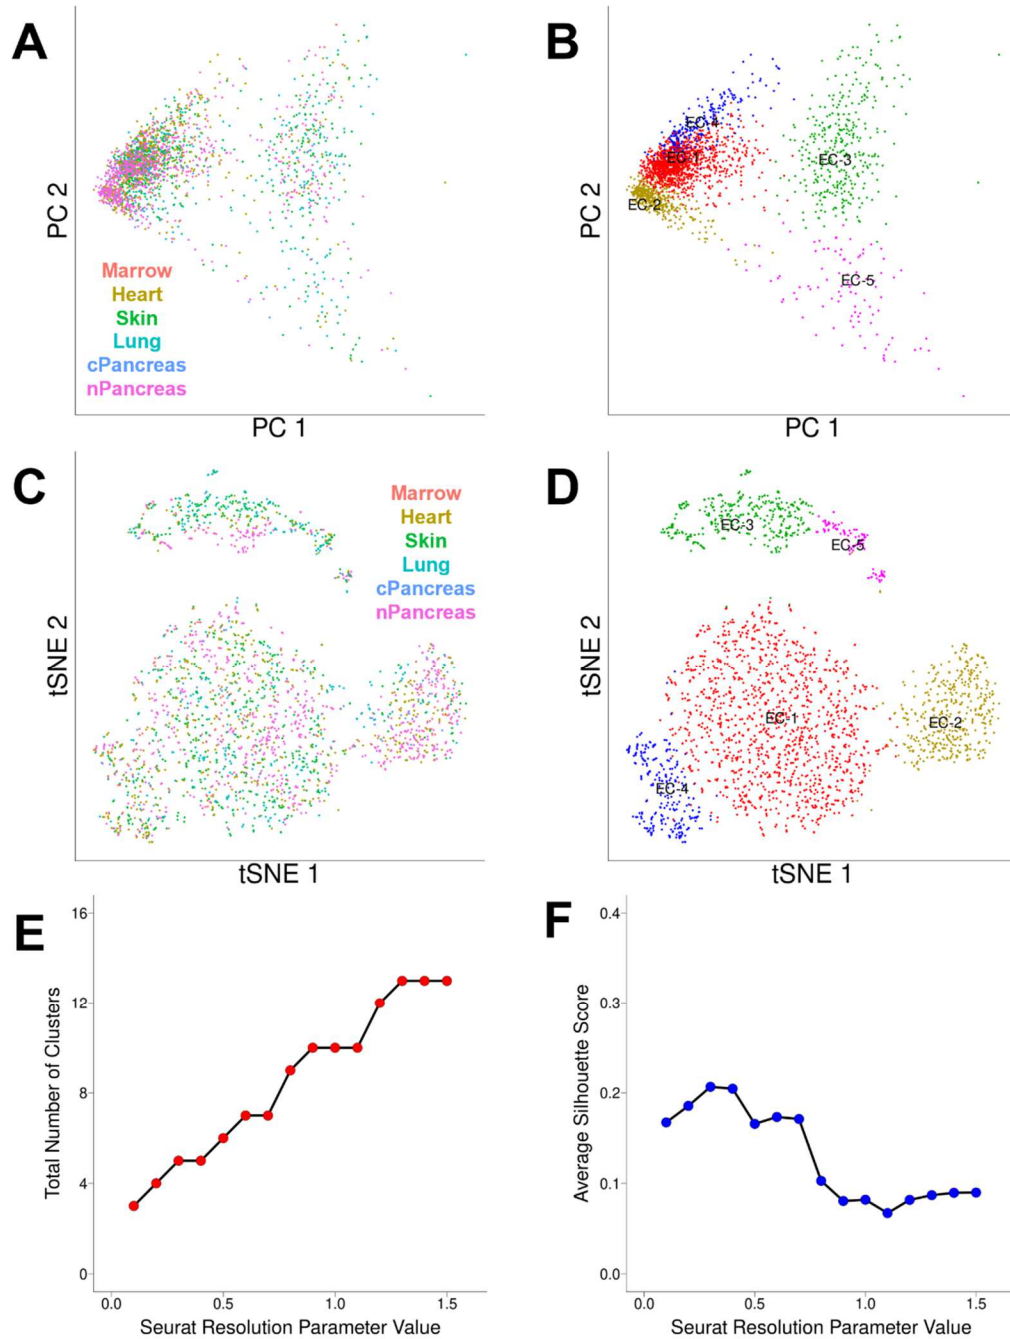 A
PC 2
Marrow
Heart
Skin
Lung
cPancreas
nPancreas
PC 1
B
PC 2
EC-4
EC-1
EC-3
EC-2
EC-5
PC 1
C
tSNE 2
Marrow
Heart
Skin
Lung
cPancreas
nPancreas
tSNE 1
D
tSNE 2
EC-3
EC-5
EC-1
EC-2
EC-4
tSNE 1
E
Total Number of Clusters
16
12
8
4
0
0.0 0.5 1.0 1.5
Seurat Resolution Parameter Value
F
Average Silhouette Score
0.4
0.3
0.2
0.1
0.0
0.0 0.5 1.0 1.5
Seurat Resolution Parameter Value